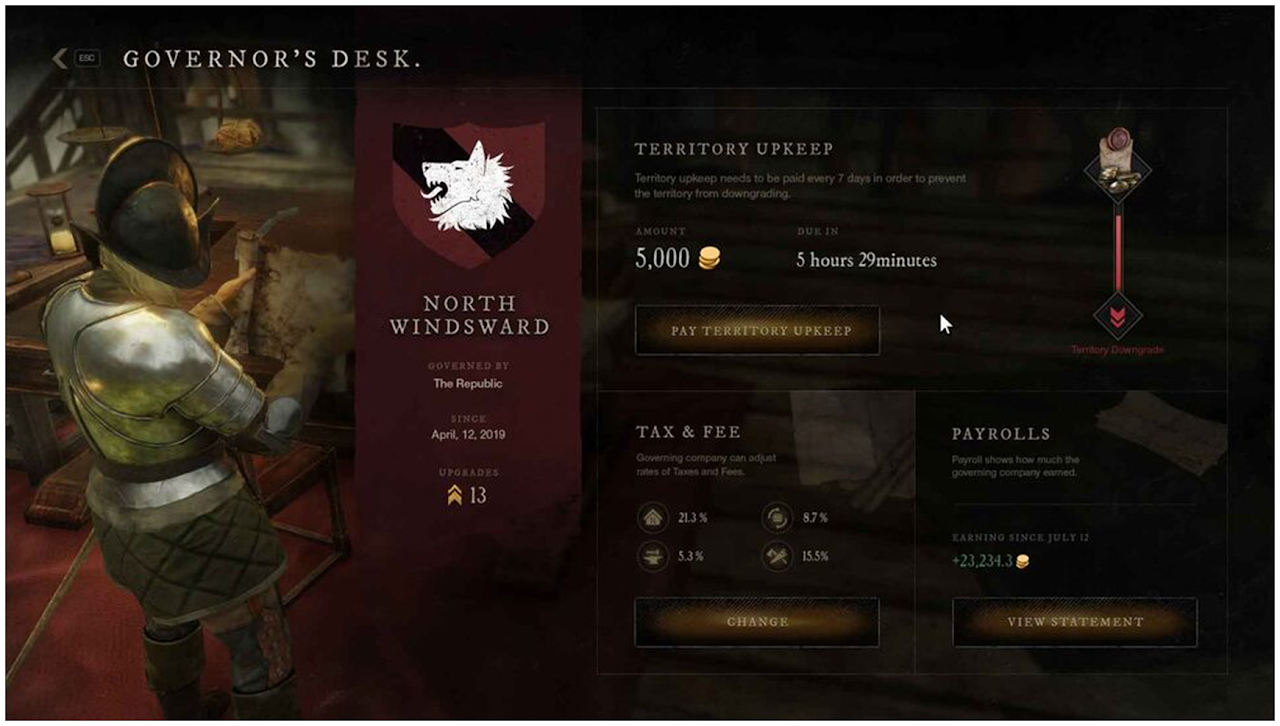 ESC
GOVERNOR'S DESK.
NORTH
WINDSWARD
GOVERNED BY
The Republic
SINCE
April, 12, 2019
UPGRADES
13
TERRITORY UPKEEP
Territory upkeep needs to be paid every 7 days in order to prevent
the territory from downgrading.
AMOUNT
5,000
DUE IN
5 hours 29minutes
PAY TERRITORY UPKEEP
Territory Downgrade
TAX & FEE
Governing company can adjust
rates of Taxes and Fees.
21.3 %
8.7 %
5.3 %
15.5%
CHANGE
PAYROLLS
Payroll shows how much the
governing company earned.
EARNING SINCE JULY 12
+23,234.3
VIEW STATEMENT